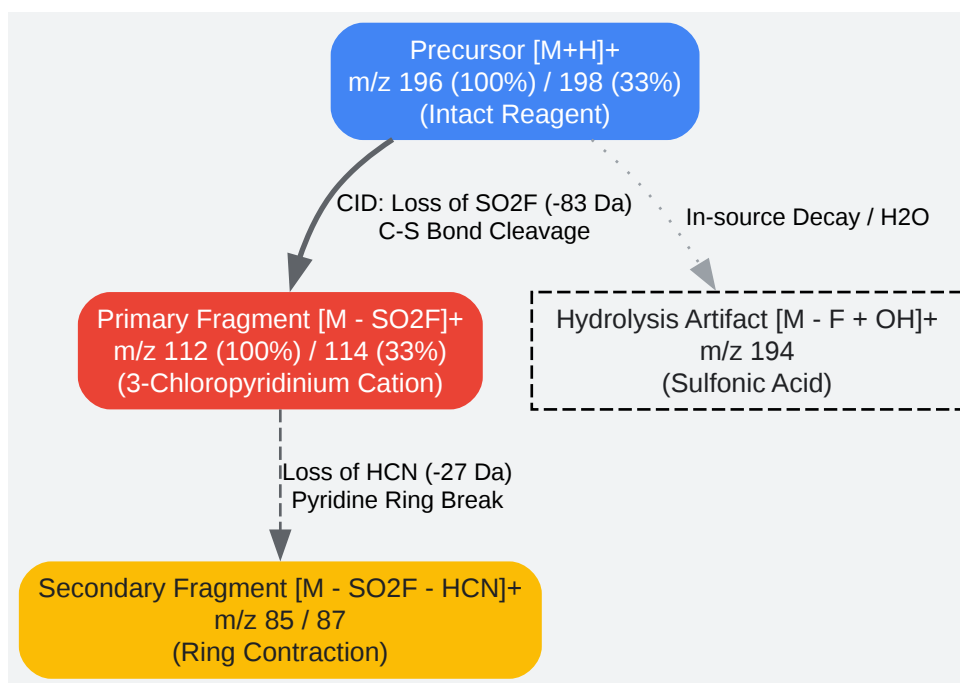 Precursor [M+H]+
m/z 196 (100%) / 198 (33%)
(Intact Reagent)
CID: Loss of SO2F (-83 Da)
C-S Bond Cleavage
In-source Decay / H2O
Primary Fragment [M - SO2F]+
m/z 112 (100%) / 114 (33%)
(3-Chloropyridinium Cation)
Hydrolysis Artifact [M - F + OH]+
m/z 194
(Sulfonic Acid)
Loss of HCN (-27 Da)
Pyridine Ring Break
Secondary Fragment [M - SO2F - HCN]+
m/z 85 / 87
(Ring Contraction)